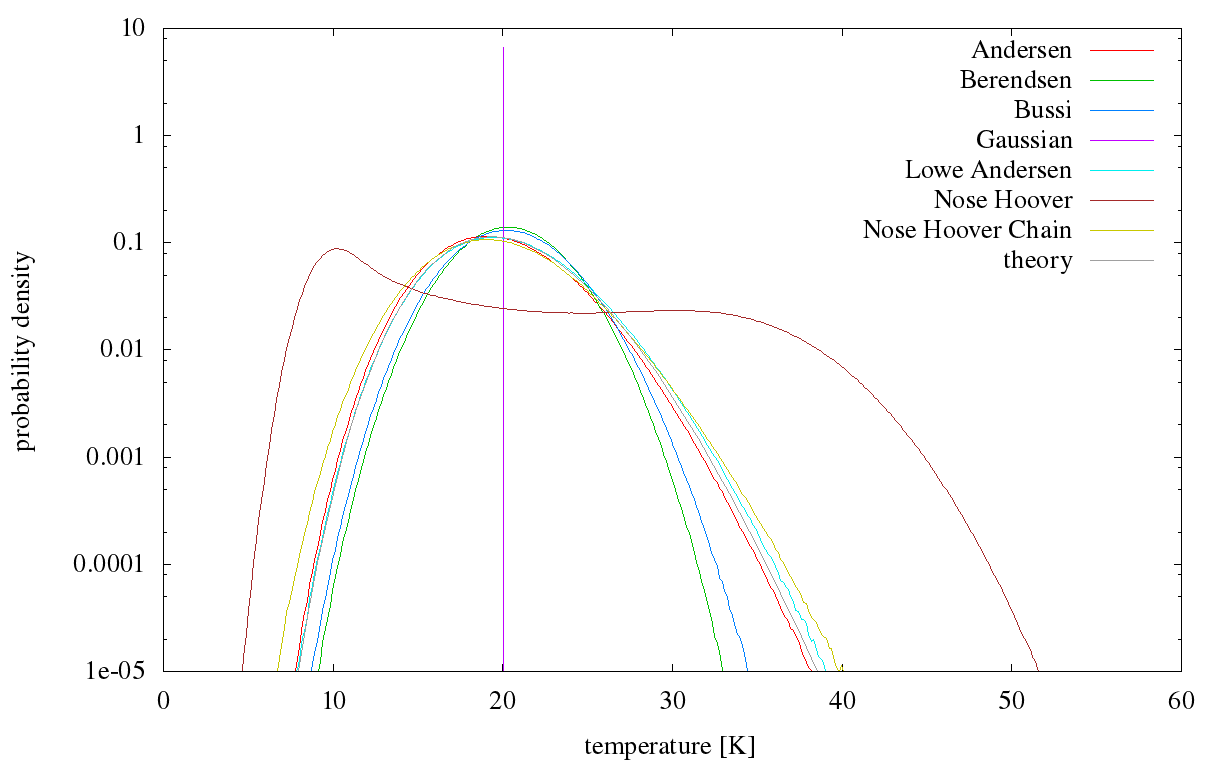 10
1
0.1
0.01
0.001
0.0001
1e-05
probability density
0
10
20
30
40
50
60
temperature [K]
Andersen
Berendsen
Bussi
Gaussian
Lowe Andersen
Nose Hoover
Nose Hoover Chain
theory